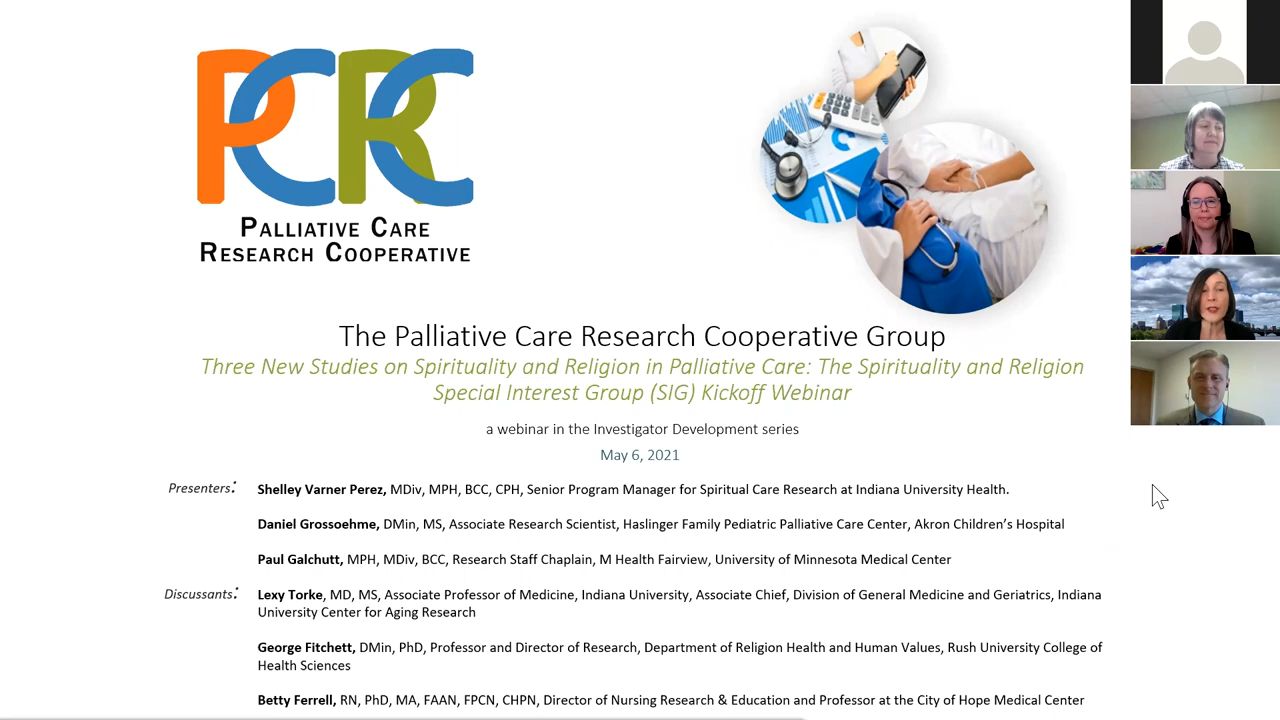 PCRC
PALLIATIVE CARE
RESEARCH COOPERATIVE
The Palliative Care Research Cooperative Group
Three New Studies on Spirituality and Religion in Palliative Care: The Spirituality and Religion
Special Interest Group (SIG) Kickoff Webinar
a webinar in the Investigator Development series
May 6, 2021
Presenters: Shelley Varner Perez, MDiv, MPH, BCC, CPH, Senior Program Manager for Spiritual Care Research at Indiana University Health.
Daniel Grossoehme, DMin, MS, Associate Research Scientist, Haslinger Family Pediatric Palliative Care Center, Akron Children's Hospital
Paul Galchutt, MPH, MDiv, BCC, Research Staff Chaplain, M Health Fairview, University of Minnesota Medical Center
Discussants: Lexy Torke, MD, MS, Associate Professor of Medicine, Indiana University, Associate Chief, Division of General Medicine and Geriatrics, Indiana
University Center for Aging Research
George Fitchett, DMin, PhD, Professor and Director of Research, Department of Religion Health and Human Values, Rush University College of
Health Sciences
Betty Ferrell, RN, PhD, MA, FAAN, FPCN, CHPN, Director of Nursing Research & Education and Professor at the City of Hope Medical Center